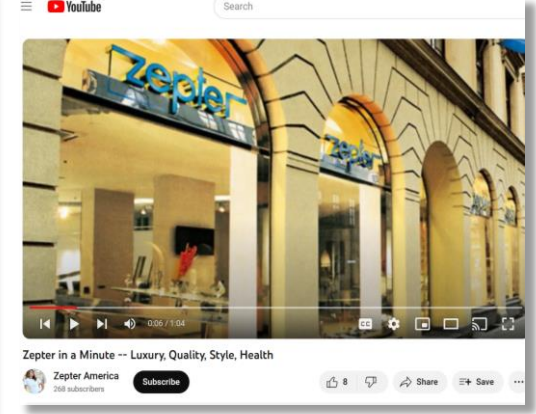 YouTube
Search
zepter
zepter
0:06 / 1:04
CC
Zepter in a Minute -- Luxury, Quality, Style, Health
Zepter America
268 subscribers
Subscribe
8
Share
Save